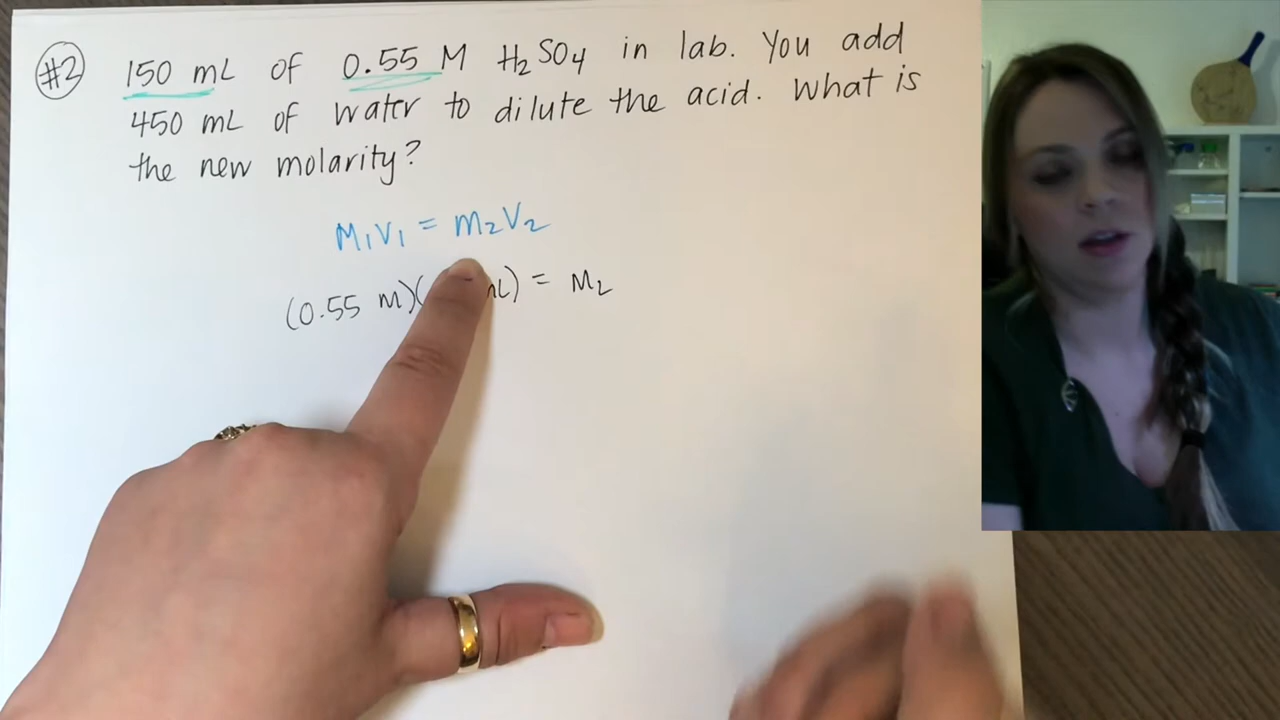 #2 150 mL of 0.55 M H₂SO₄ in lab. You add
450 mL of water to dilute the acid. What is
the new molarity?
M₁V₁ = M₂V₂
(0.55 M)( mL) = M₂